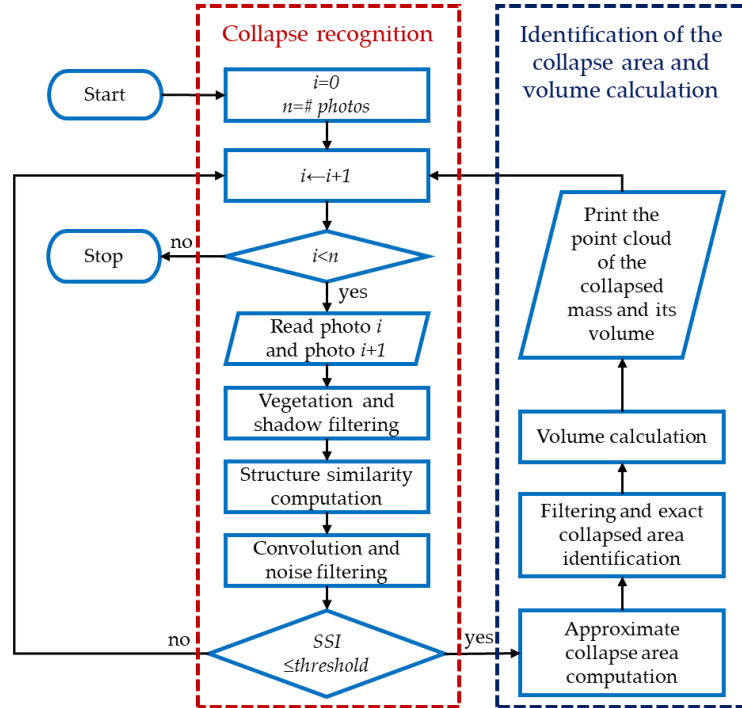 Collapse recognition
Identification of the
collapse area and
volume calculation
Start
i=0
n=# photos
i←i+1
Stop
no
i<n
yes
Read photo i
and photo i+1
Vegetation and
shadow filtering
Structure similarity
computation
Convolution and
noise filtering
no
SSI
≤threshold
yes
Approximate
collapse area
computation
Filtering and exact
collapsed area
identification
Volume calculation
Print the
point cloud
of the
collapsed
mass and its
volume